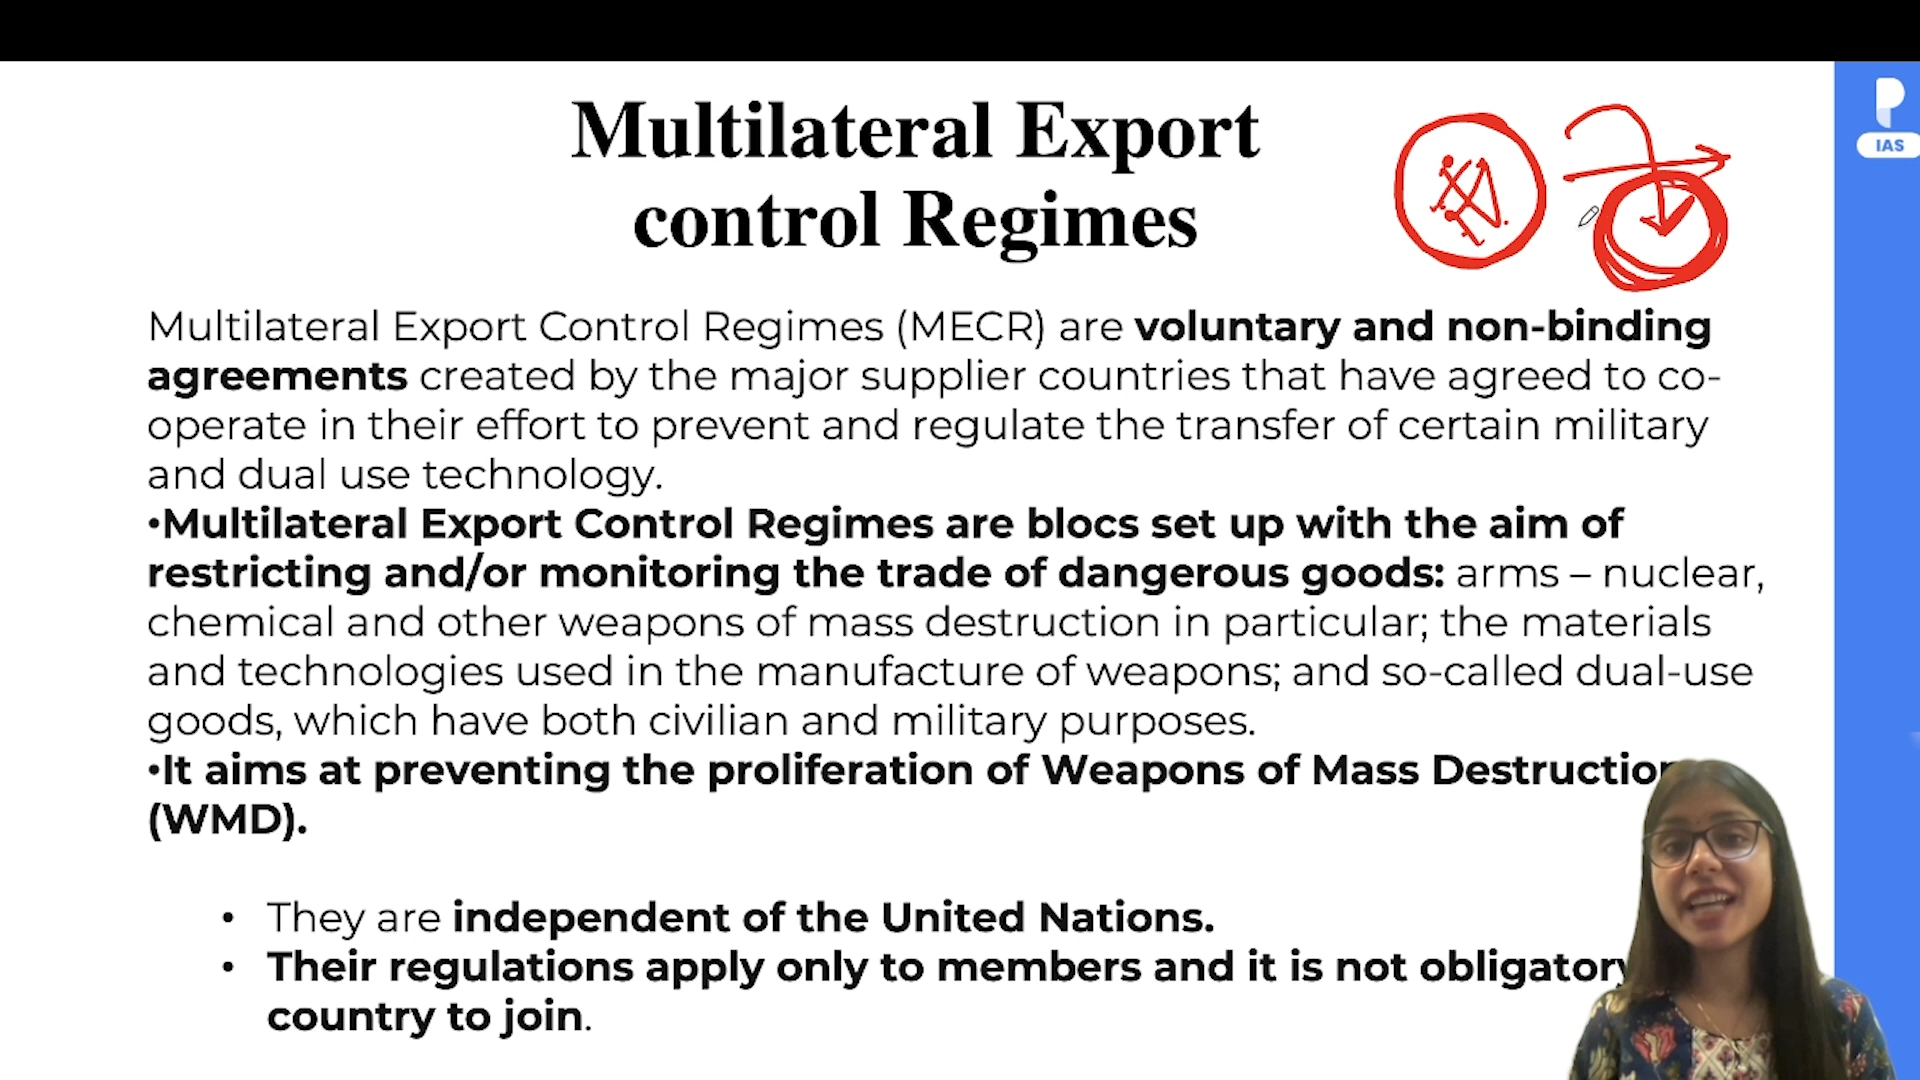 Multilateral Export
control Regimes
IAS
Multilateral Export Control Regimes (MECR) are voluntary and non-binding
agreements created by the major supplier countries that have agreed to co-
operate in their effort to prevent and regulate the transfer of certain military
and dual use technology.
•Multilateral Export Control Regimes are blocs set up with the aim of
restricting and/or monitoring the trade of dangerous goods: arms – nuclear,
chemical and other weapons of mass destruction in particular; the materials
and technologies used in the manufacture of weapons; and so-called dual-use
goods, which have both civilian and military purposes.
•It aims at preventing the proliferation of Weapons of Mass Destruction
(WMD).
• They are independent of the United Nations.
• Their regulations apply only to members and it is not obligatory
country to join.